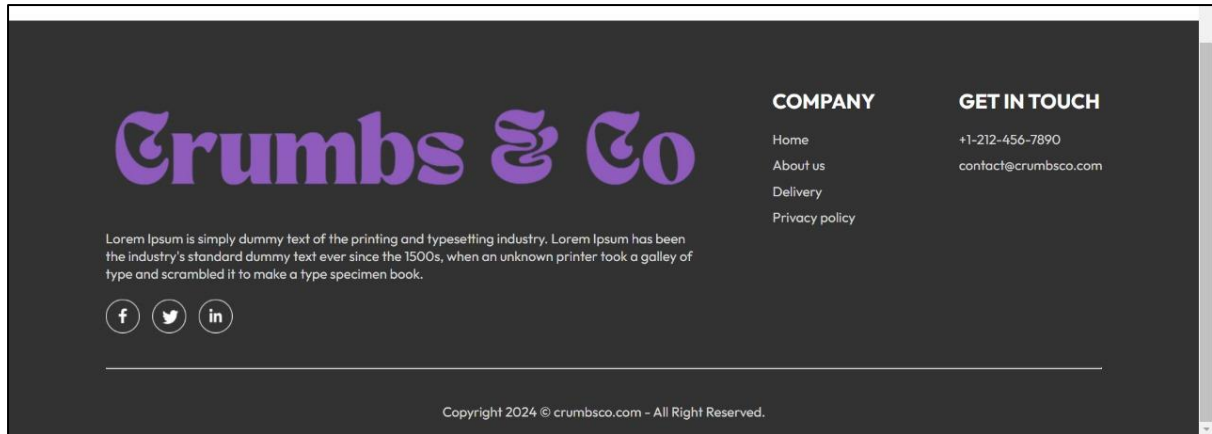 Crumbs & Co
Lorem Ipsum is simply dummy text of the printing and typesetting industry. Lorem Ipsum has been
the industry's standard dummy text ever since the 1500s, when an unknown printer took a galley of
type and scrambled it to make a type specimen book.
f
in
COMPANY
Home
About us
Delivery
Privacy policy
GET IN TOUCH
+1-212-456-7890
contact@crumbsco.com
Copyright 2024 © crumbsco.com - All Right Reserved.